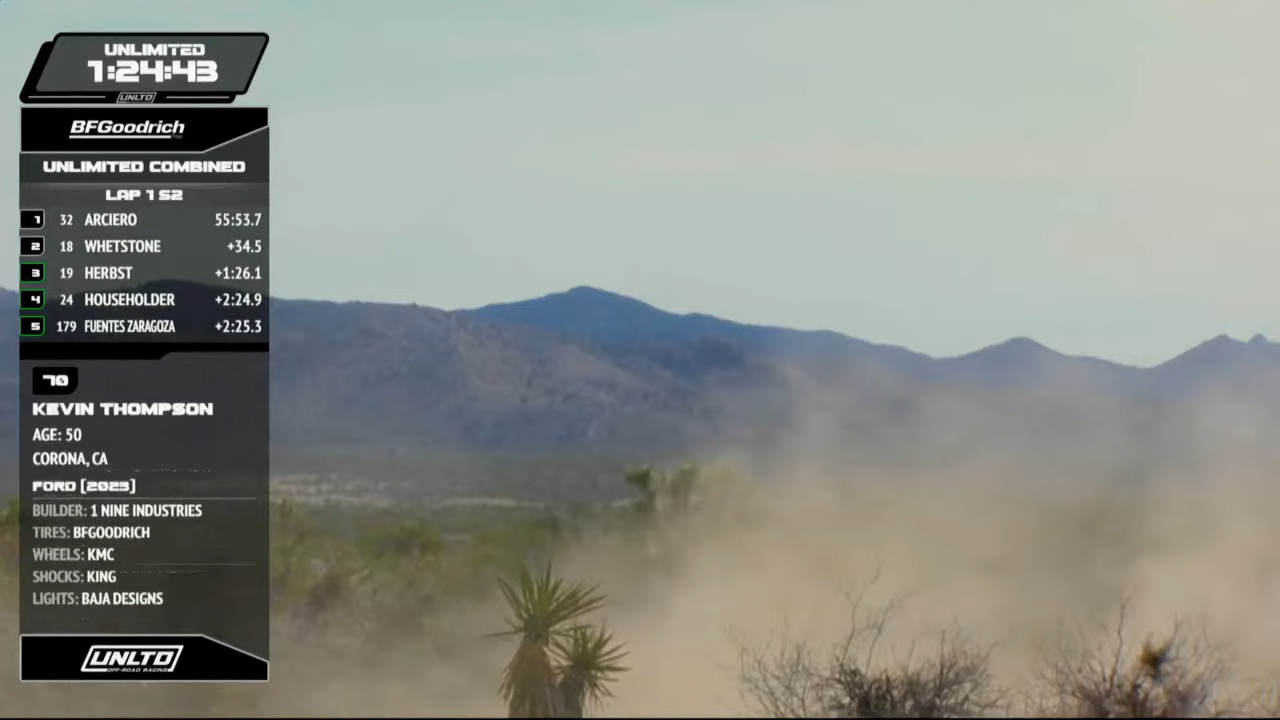 UNLIMITED
1:24:43
UNLTD
BFGoodrich
UNLIMITED COMBINED
LAP 1 S2
1 32 ARCIERO 55:53.7
2 18 WHETSTONE +34.5
3 19 HERBST +1:26.1
4 24 HOUSEHOLDER +2:24.9
5 179 FUENTES ZARAGOZA +2:25.3
70
KEVIN THOMPSON
AGE: 50
CORONA, CA
FORD [2023]
BUILDER: 1 NINE INDUSTRIES
TIRES: BFGOODRICH
WHEELS: KMC
SHOCKS: KING
LIGHTS: BAJA DESIGNS
UNLTD
OFF-ROAD RACING